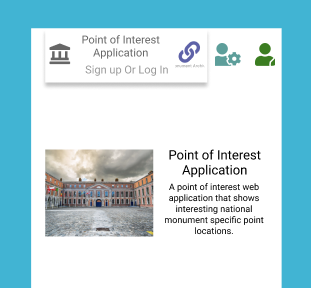 Point of Interest
Application
Sign up Or Log In
Point of Interest
Application
A point of interest web
application that shows
interesting national
monument specific point
locations.